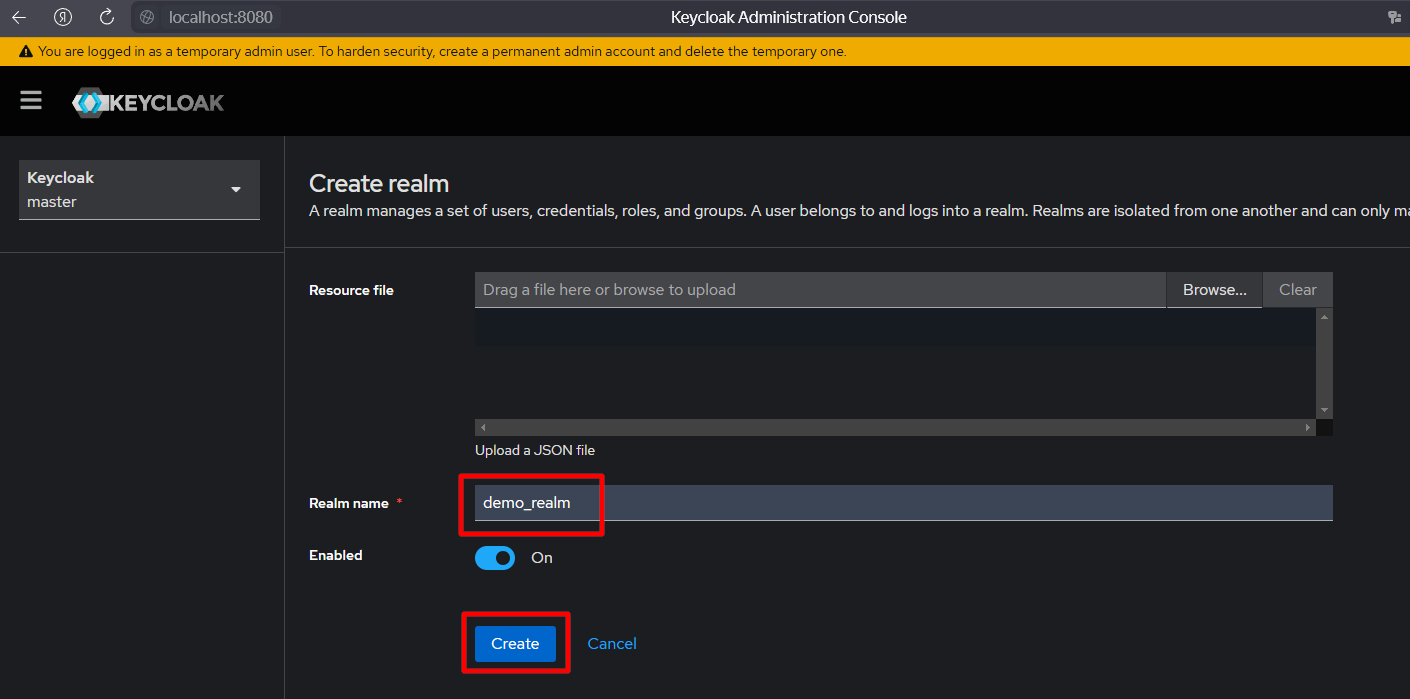 Я localhost:8080 Keycloak Administration Console
You are logged in as a temporary admin user. To harden security, create a permanent admin account and delete the temporary one.
KEYCLOAK
Keycloak
master
Create realm
A realm manages a set of users, credentials, roles, and groups. A user belongs to and logs into a realm. Realms are isolated from one another and can only ma
Resource file Drag a file here or browse to upload Browse... Clear
Upload a JSON file
Realm name * demo_realm
Enabled On
Create Cancel